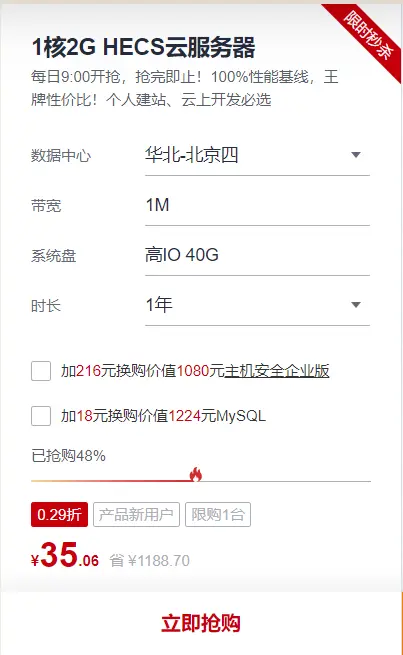 限时秒杀
1核2G HECS云服务器
每日9:00开抢，抢完即止！100%性能基线，王
牌性价比！个人建站、云上开发必选
数据中心 华北-北京四
带宽 1M
系统盘 高IO 40G
时长 1年
加216元换购价值1080元主机安全企业版
加18元换购价值1224元MySQL
已抢购48%
0.29折 产品新用户 限购1台
¥35.06 省 ¥1188.70
立即抢购